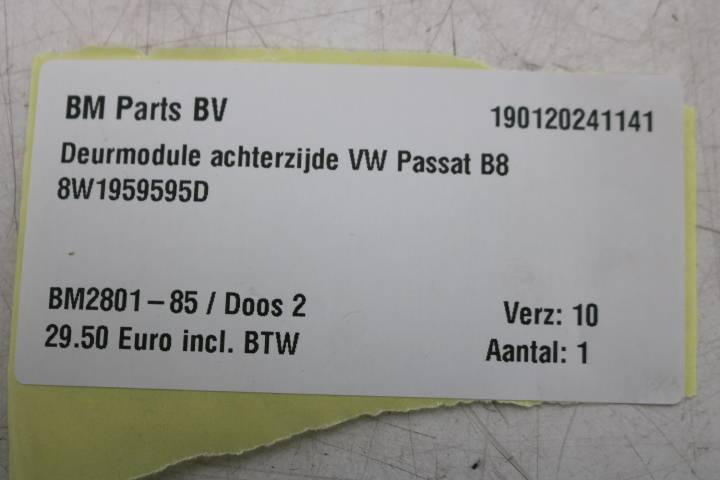 BM Parts BV 190120241141
Deurmodule achterzijde VW Passat B8
8W1959595D
BM2801-85 / Doos 2 Verz: 10
29.50 Euro incl. BTW Aantal: 1